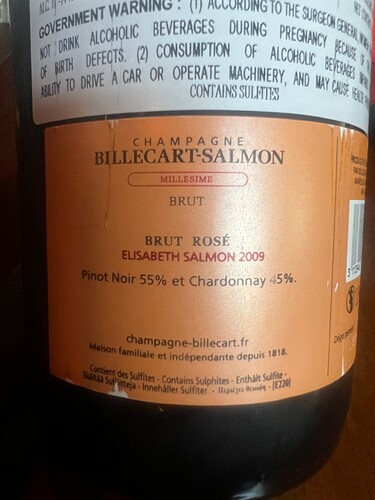 GOVERNMENT WARNING : (1) ACCORDING TO THE SURGEON GENERAL,
NOT DRINK ALCOHOLIC BEVERAGES DURING PREGNANCY BECAUSE OF
OF BIRTH DEFECTS. (2) CONSUMPTION OF ALCOHOLIC BEVERAGES
ABILITY TO DRIVE A CAR OR OPERATE MACHINERY, AND MAY CAUSE
CONTAINS SULFITES
CHAMPAGNE
BILLECART-SALMON
MILLESIME
BRUT
BRUT ROSÉ
ELISABETH SALMON 2009
Pinot Noir 55% et Chardonnay 45%.
champagne-billecart.fr
Maison familiale et indépendante depuis 1818.
Contient des Sulfites - Contains Sulphites - Enthält Sulfite -
Sisältää Sulfiitteja - Innehåller Sulfiter - [E220]